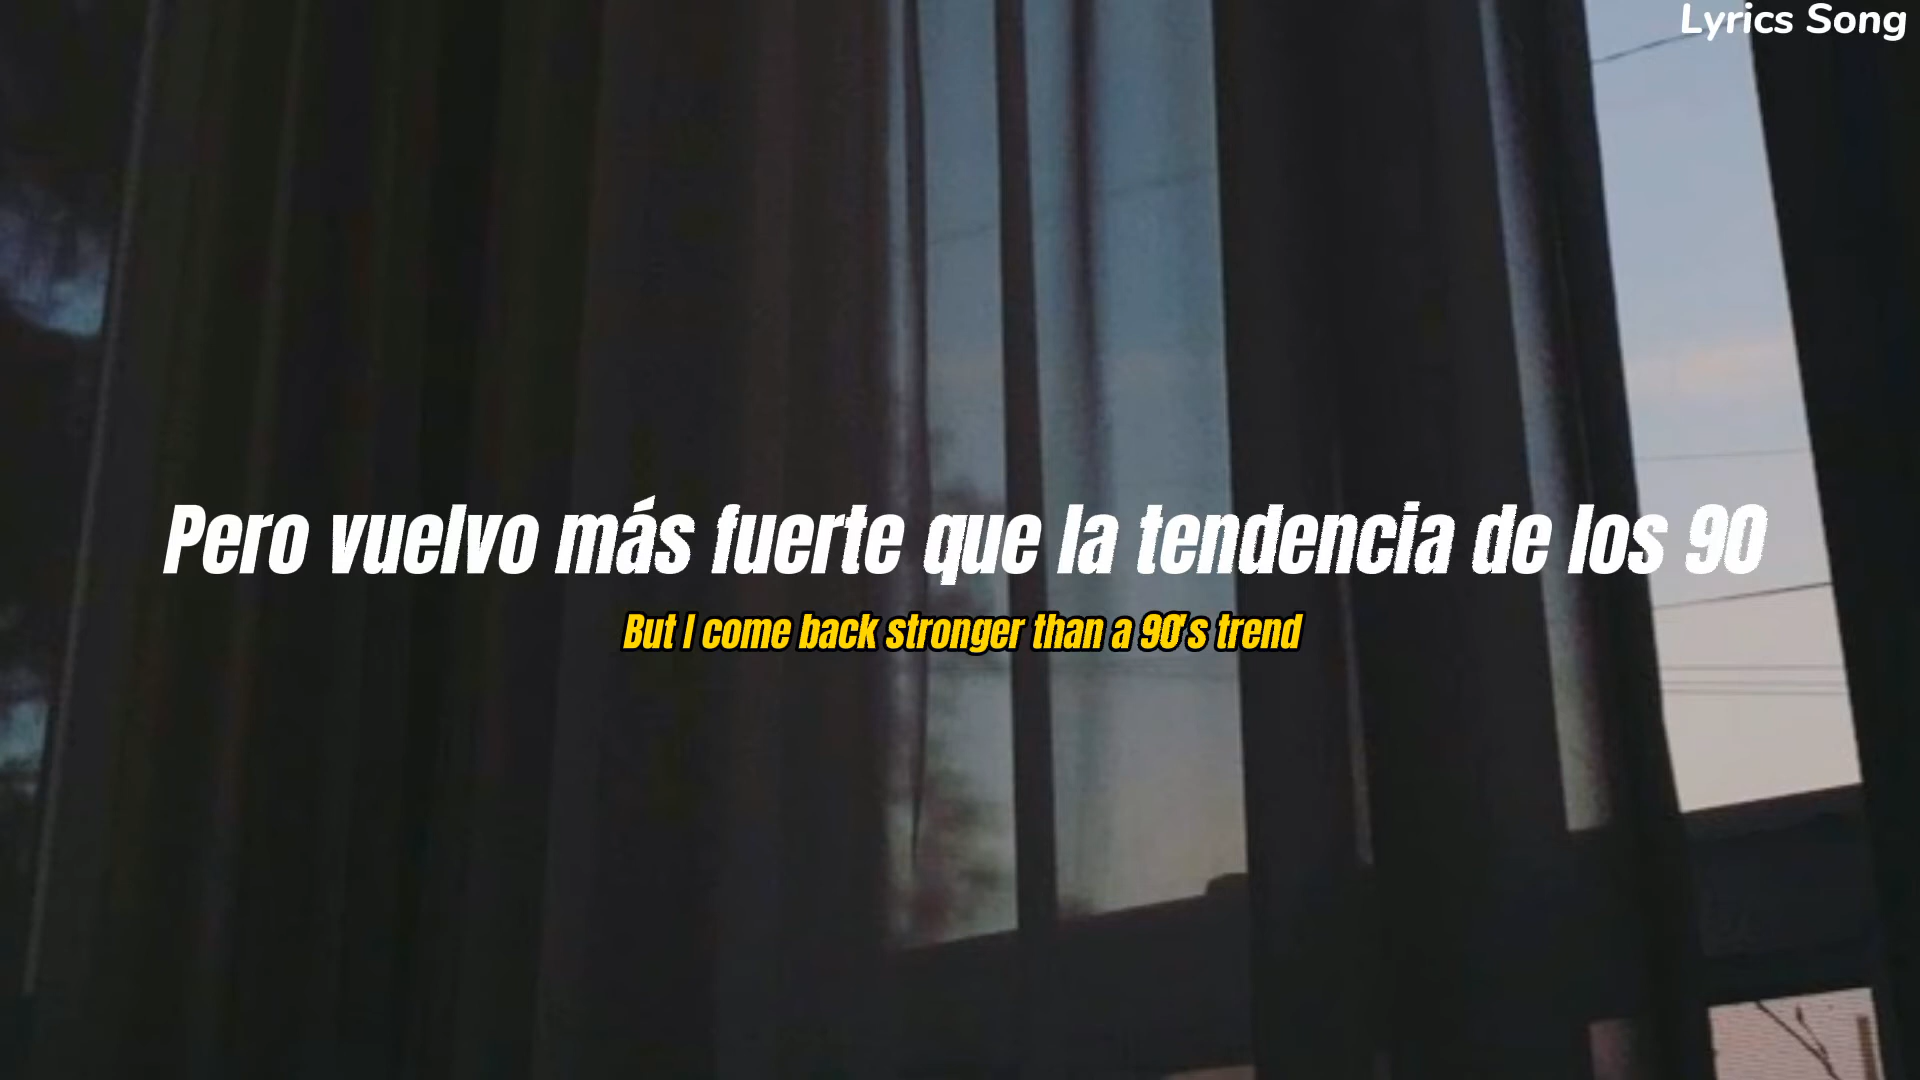 Lyrics Song
Pero vuelvo más fuerte que la tendencia de los 90
But I come back stronger than a 90's trend